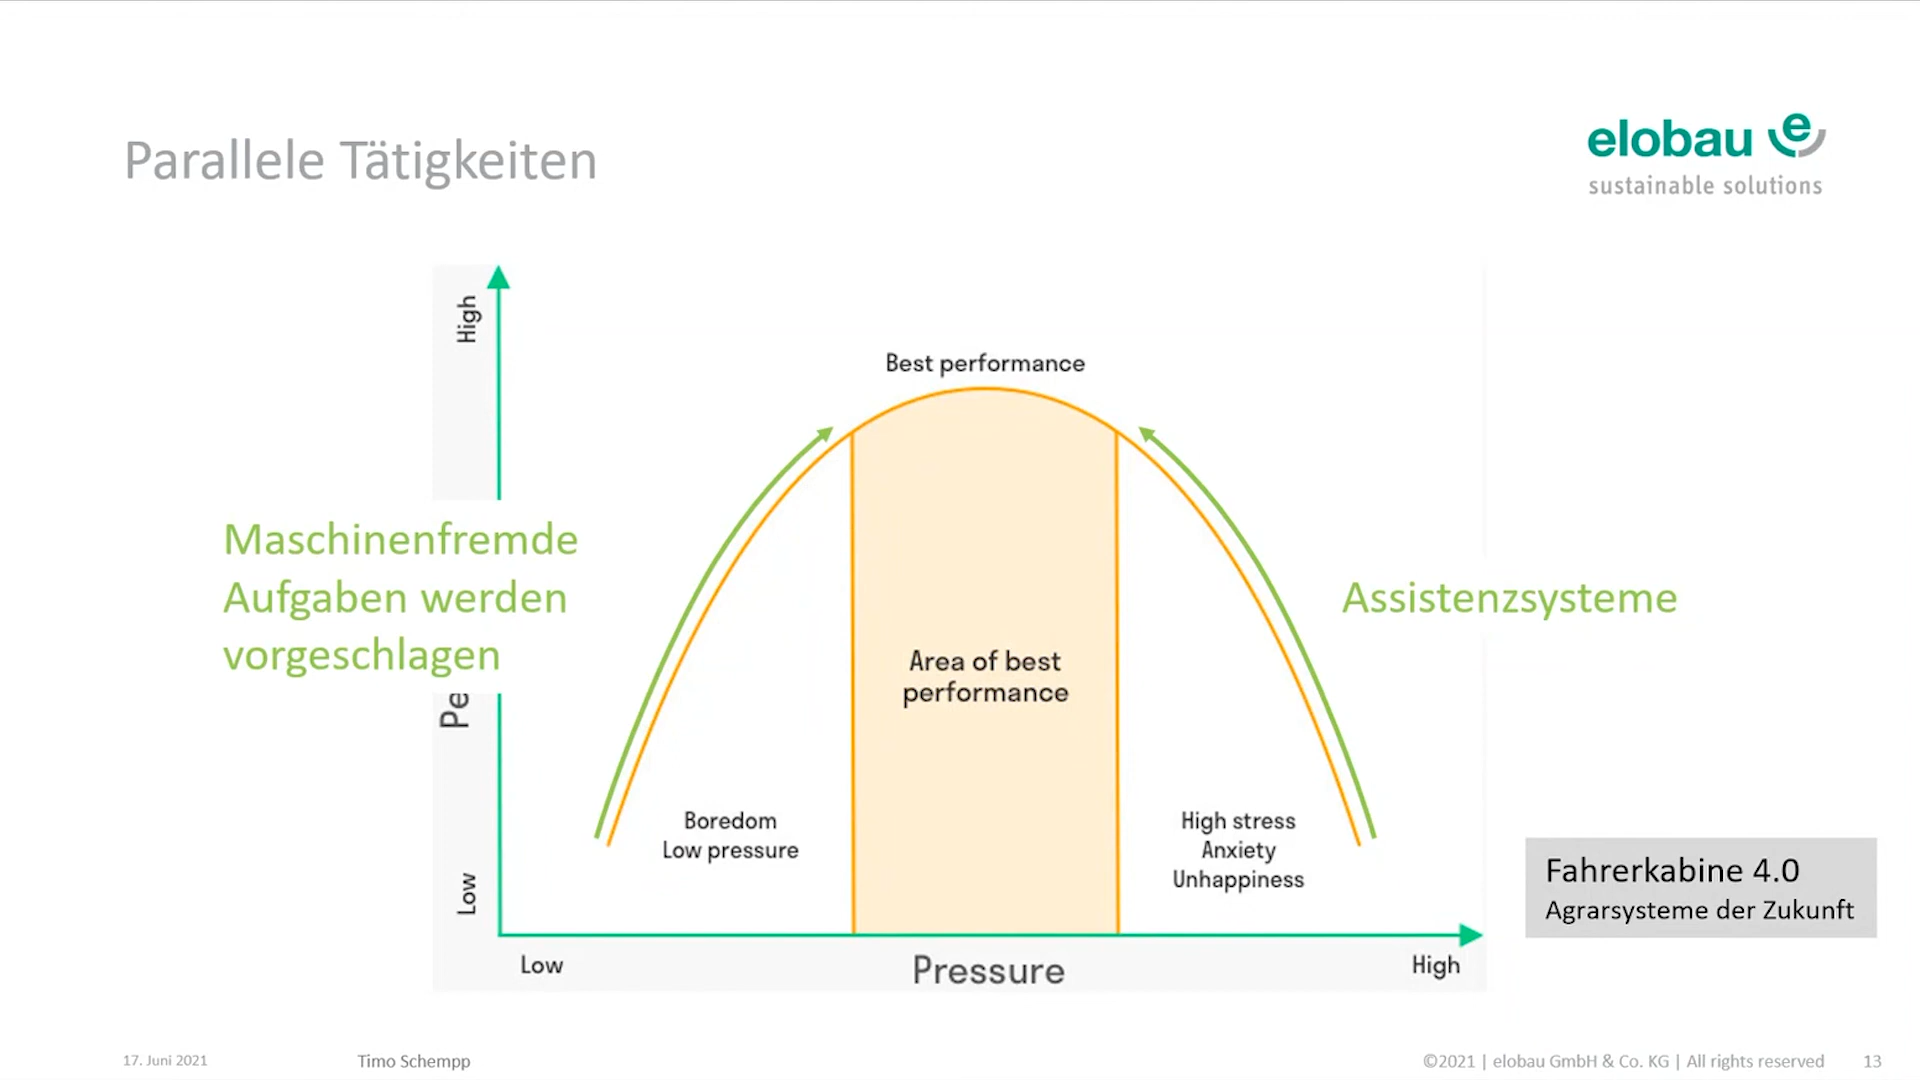 Parallele Tätigkeiten
elobau
sustainable solutions
High
Best performance
Maschinenfremde
Aufgaben werden
vorgeschlagen
Assistenzsysteme
Area of best
performance
Pe
Boredom
Low pressure
High stress
Anxiety
Unhappiness
Low
Fahrerkabine 4.0
Agrarsysteme der Zukunft
Low
Pressure
High
17. Juni 2021
Timo Schempp
©2021 | elobau GmbH & Co. KG | All rights reserved
13